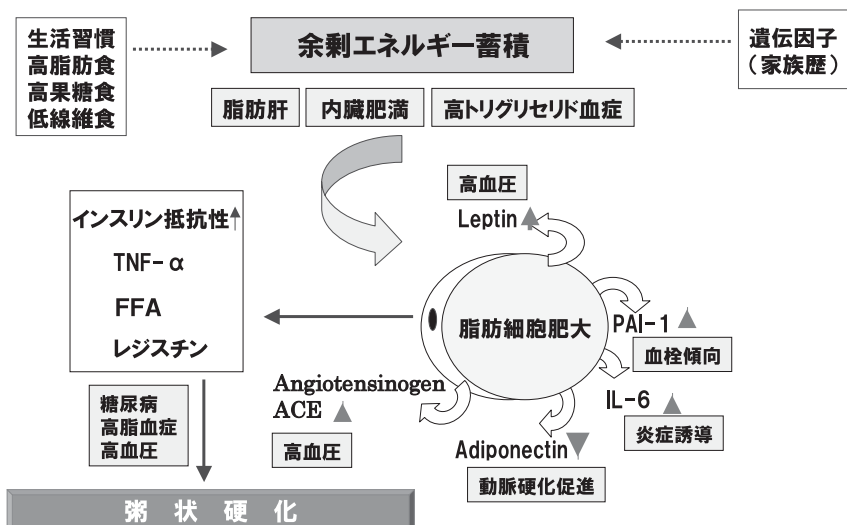 生活習慣
高脂肪食
高果糖食
低線維食
余剰エネルギー蓄積
遺伝因子
（家族歴）
脂肪肝
内臓肥満
高トリグリセリド血症
高血圧
Leptin
インスリン抵抗性↑
TNF-α
FFA
レジスチン
脂肪細胞肥大
PAI-1
血栓傾向
IL-6
炎症誘導
Angiotensinogen
ACE
高血圧
Adiponectin
動脈硬化促進
糖尿病
高脂血症
高血圧
粥状硬化